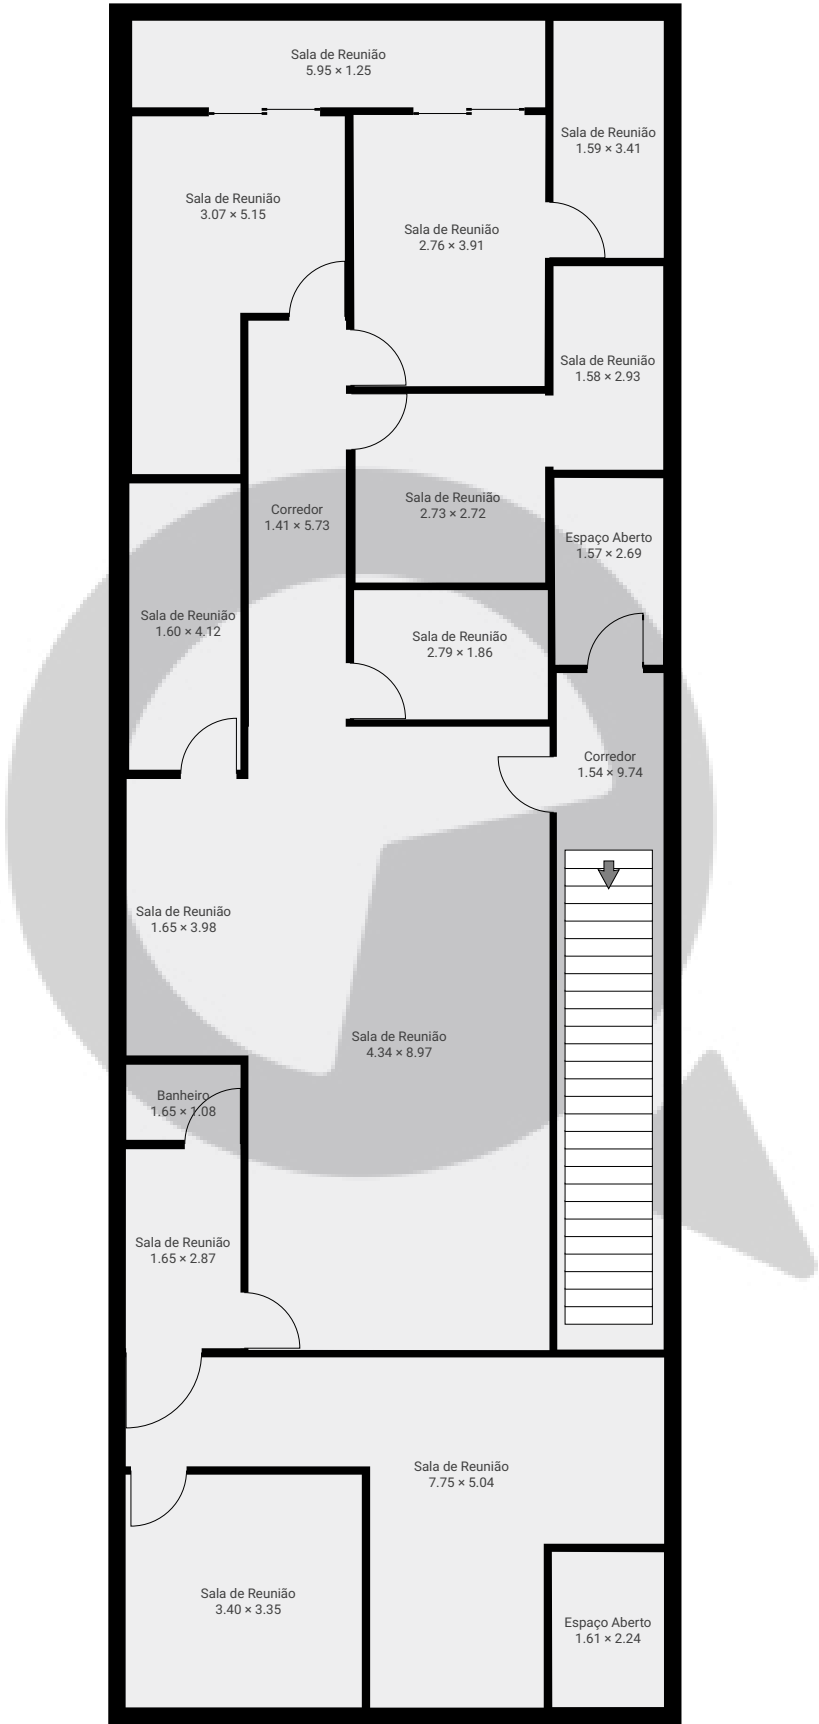 Sala de Reunião
5.95 × 1.25
Sala de Reunião
1.59 × 3.41
Sala de Reunião
3.07 × 5.15
Sala de Reunião
2.76 × 3.91
Sala de Reunião
1.58 × 2.93
Sala de Reunião
2.73 × 2.72
Corredor
1.41 × 5.73
Espaço Aberto
1.57 × 2.69
Sala de Reunião
1.60 × 4.12
Sala de Reunião
2.79 × 1.86
Corredor
1.54 × 9.74
Sala de Reunião
1.65 × 3.98
Sala de Reunião
4.34 × 8.97
Banheiro
1.65 × 1.08
Sala de Reunião
1.65 × 2.87
Sala de Reunião
7.75 × 5.04
Sala de Reunião
3.40 × 3.35
Espaço Aberto
1.61 × 2.24